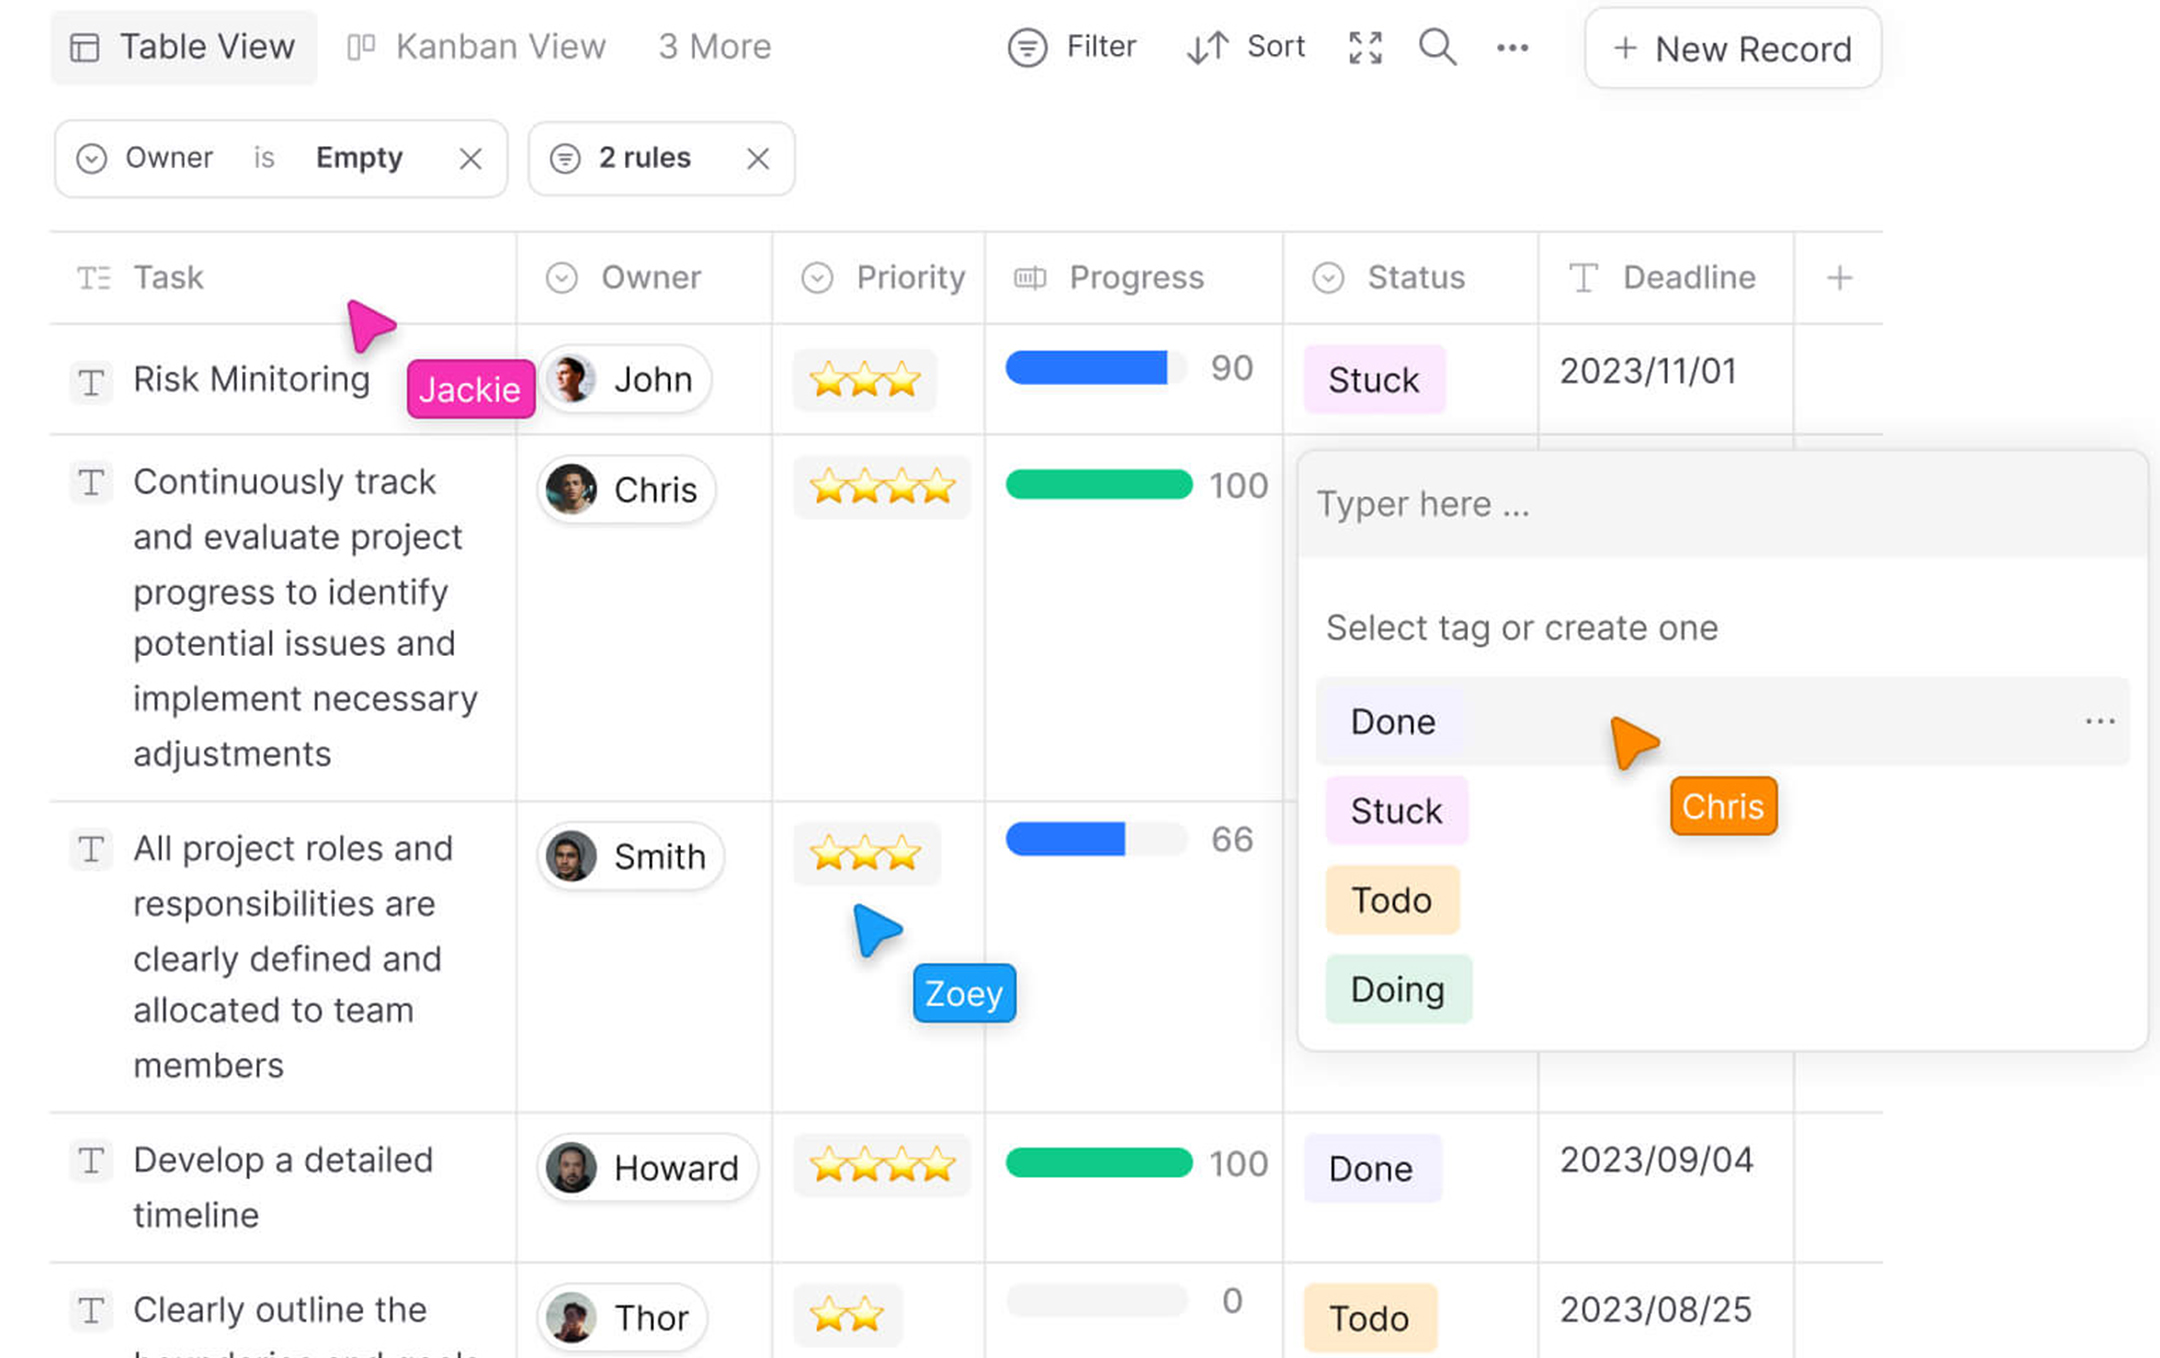 Table View
Kanban View
3 More
Filter
Sort
+ New Record
Owner is Empty
2 rules
Task
Owner
Priority
Progress
Status
Deadline
Risk Minitoring
Jackie
John
90
Stuck
2023/11/01
Continuously track
and evaluate project
progress to identify
potential issues and
implement necessary
adjustments
Chris
100
Typer here ...
Select tag or create one
Done
Chris
Stuck
Todo
Doing
All project roles and
responsibilities are
clearly defined and
allocated to team
members
Smith
66
Zoey
Develop a detailed
timeline
Howard
100
Done
2023/09/04
Clearly outline the
Thor
0
Todo
2023/08/25